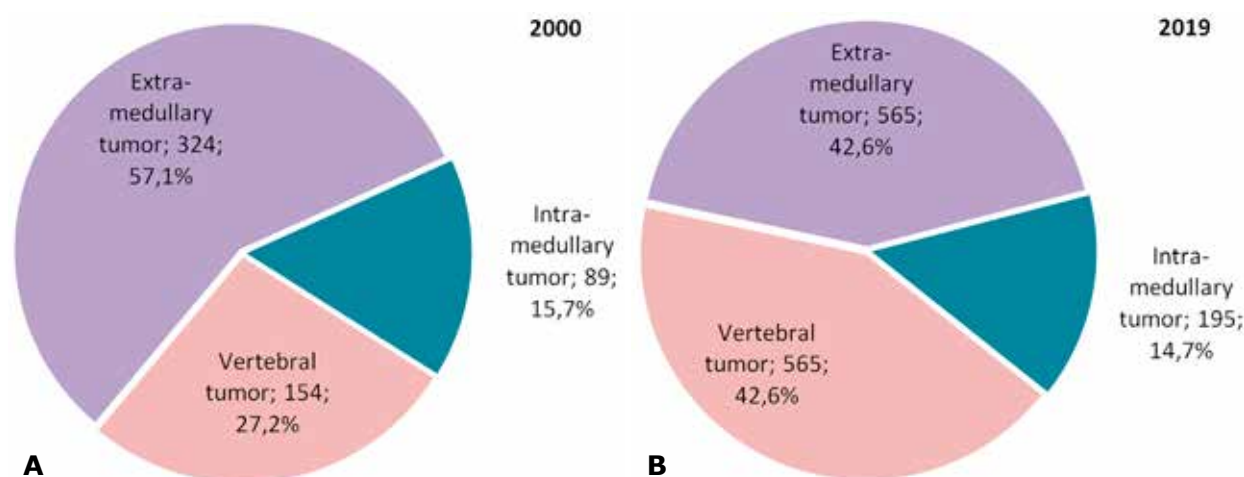 2000
Extra-
medullary
tumor; 324;
57,1%
Intra-
medullary
tumor; 89;
15,7%
Vertebral
tumor; 154;
27,2%
A
2019
Extra-
medullary
tumor; 565;
42,6%
Intra-
medullary
tumor; 195;
14,7%
Vertebral
tumor; 565;
42,6%
B